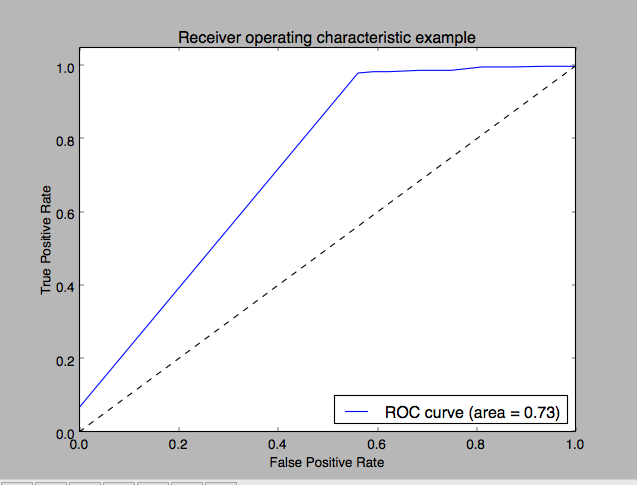 Receiver operating characteristic example
True Positive Rate
1.0
0.8
0.6
0.4
0.2
0.0
ROC curve (area = 0.73)
0.0 0.2 0.4 0.6 0.8 1.0
False Positive Rate